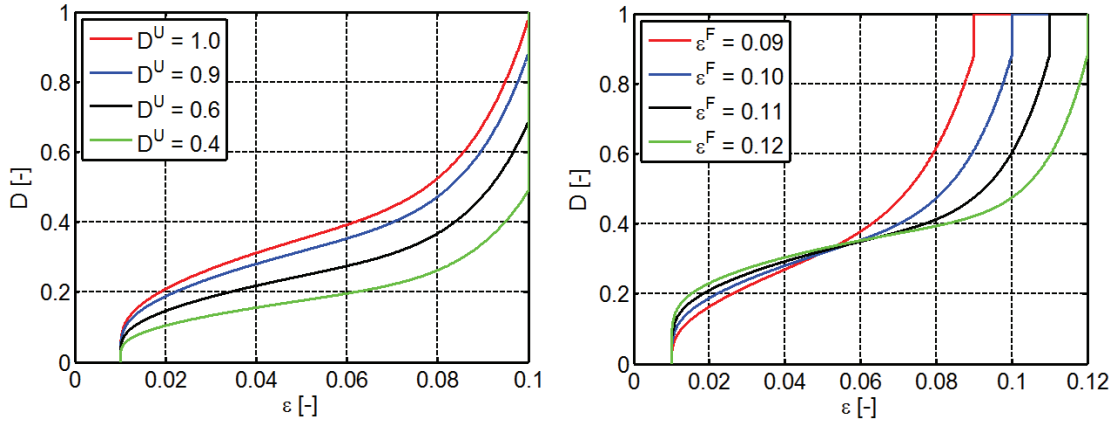 D^U = 1.0
D^U = 0.9
D^U = 0.6
D^U = 0.4
1
0.8
0.6
0.4
0.2
0
D [-]
0 0.02 0.04 0.06 0.08 0.1
ε [-]
ε^F = 0.09
ε^F = 0.10
ε^F = 0.11
ε^F = 0.12
1
0.8
0.6
0.4
0.2
0
D [-]
0 0.02 0.04 0.06 0.08 0.1 0.12
ε [-]